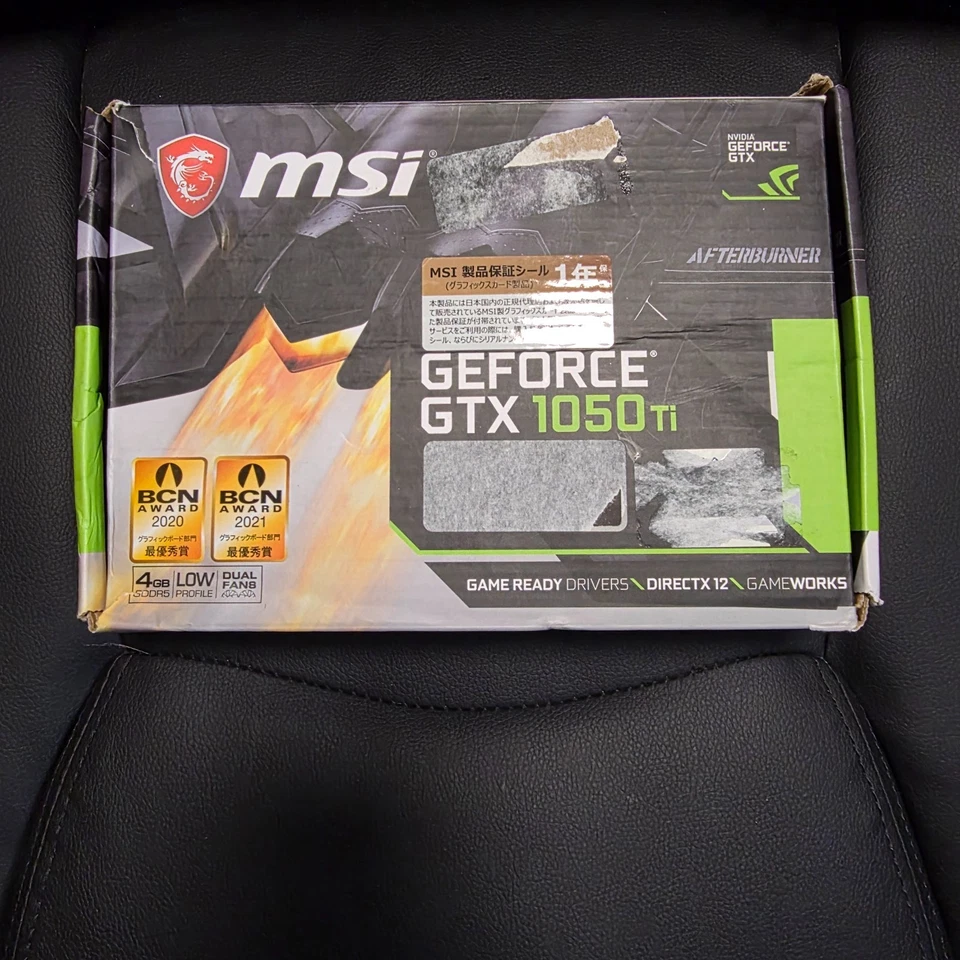 msi®
NVIDIA
GEFORCE®
GTX
AFTERBURNER
MSI 製品保証シール 1年
(グラフィックスカード製品)
本製品には日本国内の正規代理
て販売されているMSI製グラフィックス
た製品保証が付帯されていま
サービスをご利用の際には、購
シール、ならびにシリアルナン
GEFORCE®
GTX 1050 Ti
BCN
AWARD
2020
グラフィックボード部門
最優秀賞
BCN
AWARD
2021
グラフィックボード部門
最優秀賞
4GB
GDDR5
LOW
PROFILE
DUAL
FANS
GAME READY DRIVERS \ DIRECTX 12 \ GAMEWORKS